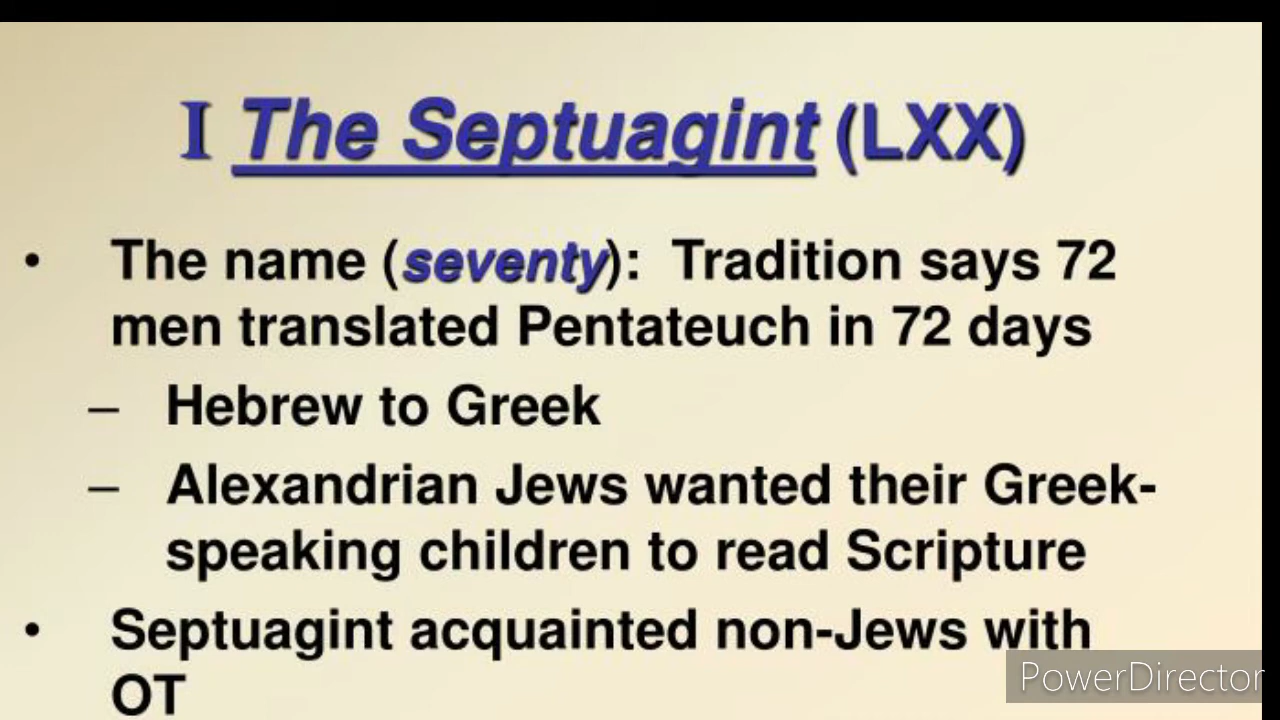 I The Septuagint (LXX)
• The name (seventy): Tradition says 72
men translated Pentateuch in 72 days
– Hebrew to Greek
– Alexandrian Jews wanted their Greek-
speaking children to read Scripture
• Septuagint acquainted non-Jews with
OT
PowerDirector